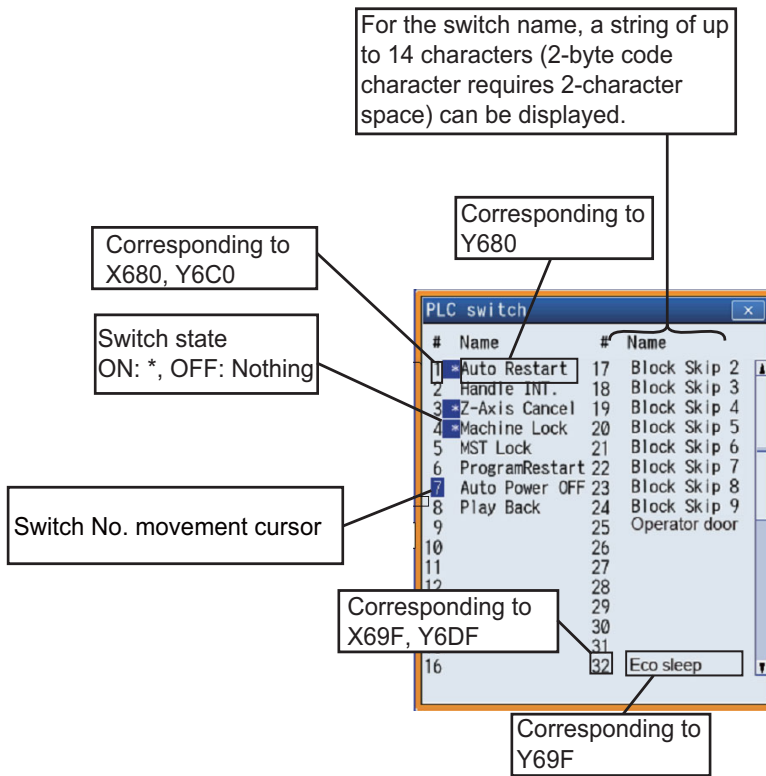 For the switch name, a string of up
to 14 characters (2-byte code
character requires 2-character
space) can be displayed.
Corresponding to
Y680
Corresponding to
X680, Y6C0
Switch state
ON: *, OFF: Nothing
Switch No. movement cursor
PLC switch
# Name # Name
1 *Auto Restart 17 Block Skip 2
2 Handle INT. 18 Block Skip 3
3 *Z-Axis Cancel 19 Block Skip 4
4 *Machine Lock 20 Block Skip 5
5 MST Lock 21 Block Skip 6
6 ProgramRestart 22 Block Skip 7
7 Auto Power OFF 23 Block Skip 8
8 Play Back 24 Block Skip 9
9 25 Operator door
10 26
11 27
12 28
29
30
31
16 32 Eco sleep
Corresponding to
X69F, Y6DF
Corresponding to
Y69F